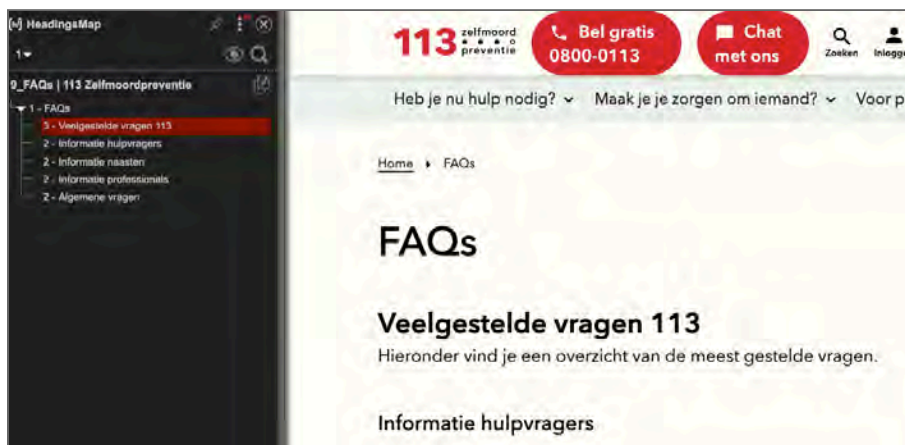 HeadingsMap
1
0_FAQs | 113 Zelfmoordpreventie
1 - FAQs
3 - Veelgestelde vragen 113
2 - Informatie hulpvragers
2 - Informatie naasten
2 - Informatie professionals
2 - Algemene vragen
113 zelfmoord preventie
Bel gratis 0800-0113
Chat met ons
Zoeken
Inlogg
Heb je nu hulp nodig?
Maak je je zorgen om iemand?
Voor p
Home
FAQs
FAQs
Veelgestelde vragen 113
Hieronder vind je een overzicht van de meest gestelde vragen.
Informatie hulpvragers